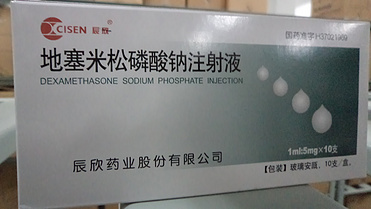 CISEN 辰欣
国药准字H37021969
地塞米松磷酸钠注射液
DEXAMETHASONE SODIUM PHOSPHATE INJECTION
1ml:5mg×10支
辰欣药业股份有限公司
【包装】玻璃安瓿，10支/盒。